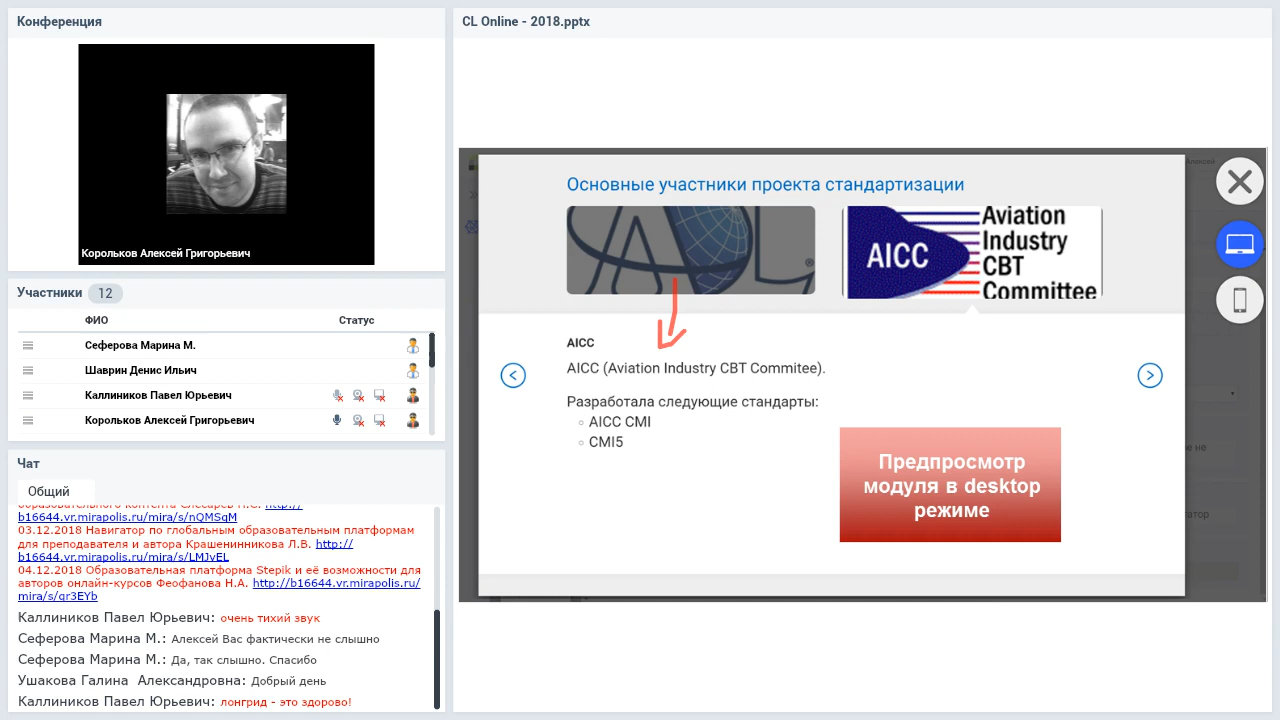 Конференция
Корольков Алексей Григорьевич
Участники 12
ФИО Статус
Сеферова Марина М.
Шаврин Денис Ильич
Каллиников Павел Юрьевич
Корольков Алексей Григорьевич
Чат
Общий
образовательного контента Слесарев П.С. http://
b16644.vr.mirapolis.ru/mira/s/nQMSqM
03.12.2018 Навигатор по глобальным образовательным платформам
для преподавателя и автора Крашенинникова Л.В. http://
b16644.vr.mirapolis.ru/mira/s/LMJvEL
04.12.2018 Образовательная платформа Stepik и её возможности для
авторов онлайн-курсов Феофанова Н.А. http://b16644.vr.mirapolis.ru/
mira/s/qr3EYb
Каллиников Павел Юрьевич: очень тихий звук
Сеферова Марина М.: Алексей Вас фактически не слышно
Сеферова Марина М.: Да, так слышно. Спасибо
Ушакова Галина Александровна: Добрый день
Каллиников Павел Юрьевич: лонгрид - это здорово!
CL Online - 2018.pptx
Основные участники проекта стандартизации
ADL ®
AICC
Aviation
Industry
CBT
Committee
AICC
AICC (Aviation Industry CBT Commitee).
Разработала следующие стандарты:
AICC CMI
CMI5
Предпросмотр
модуля в desktop
режиме
Алексей